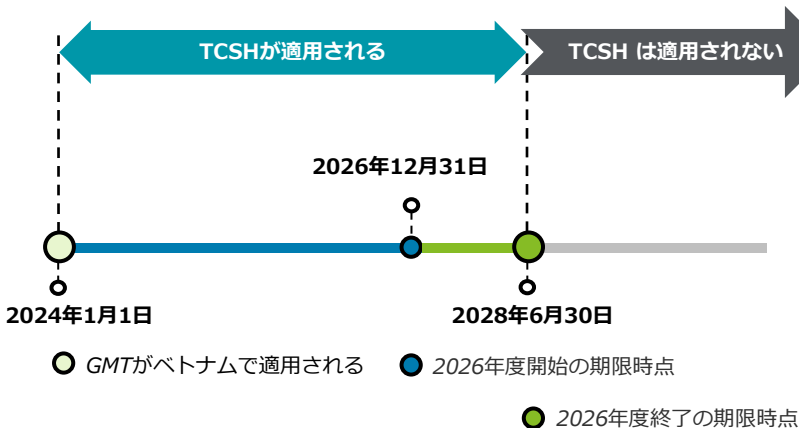 TCSHが適用される
TCSH は適用されない
2026年12月31日
2024年1月1日
2028年6月30日
GMTがベトナムで適用される
2026年度開始の期限時点
2026年度終了の期限時点